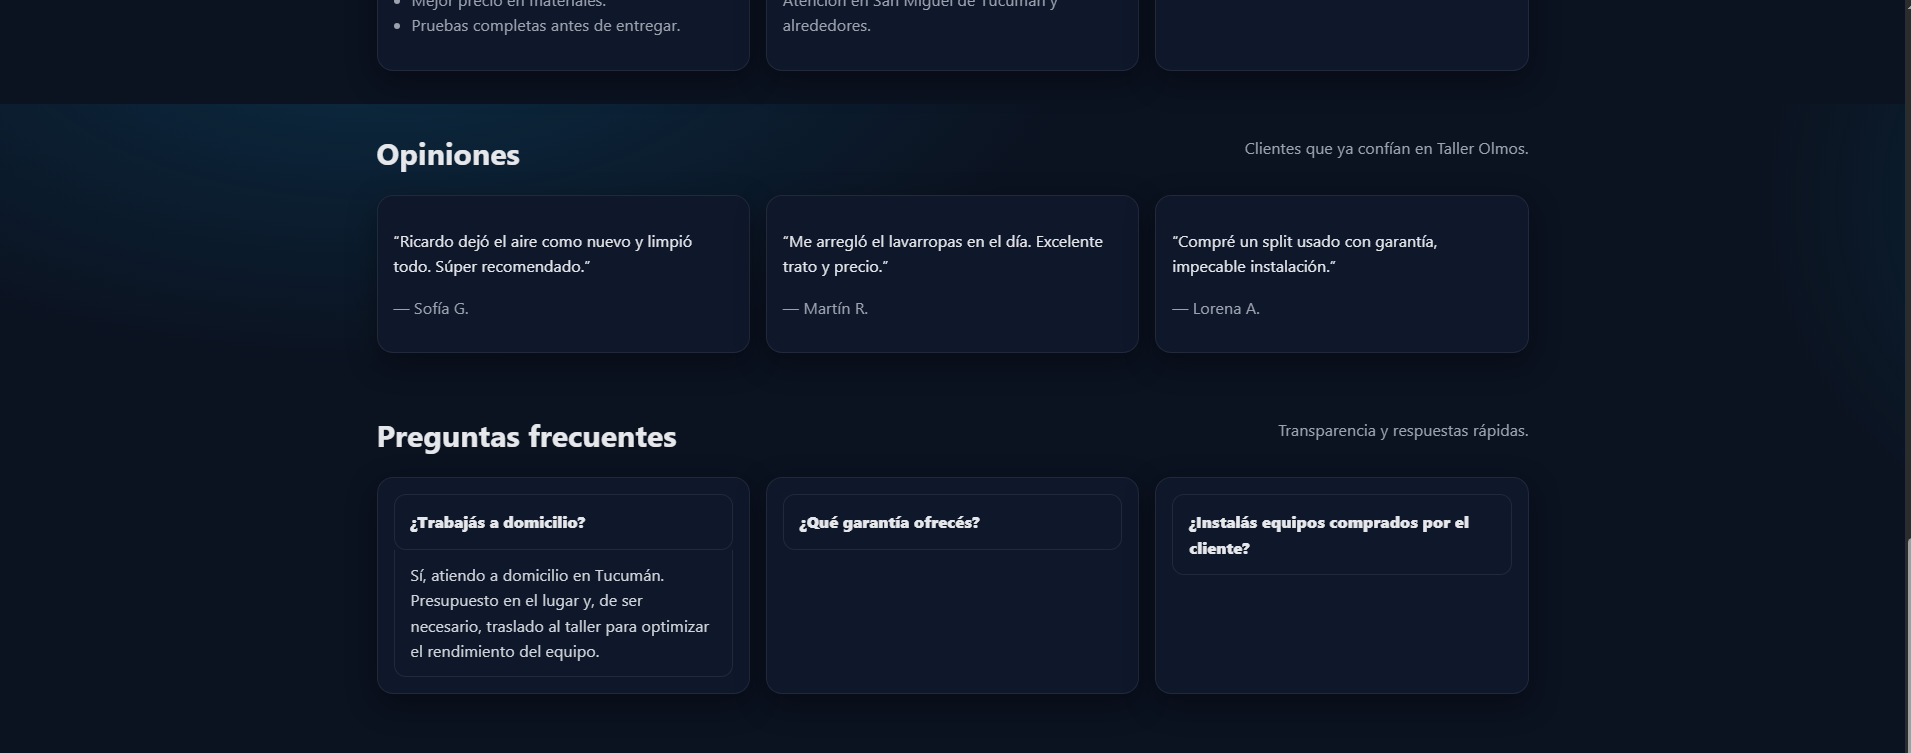 Mejor precio en materiales.
Pruebas completas antes de entregar.
Atención en San Miguel de Tucumán y
alrededores.
Opiniones
Clientes que ya confían en Taller Olmos.
“Ricardo dejó el aire como nuevo y limpió
todo. Súper recomendado.”
— Sofía G.
“Me arregló el lavarropas en el día. Excelente
trato y precio.”
— Martín R.
“Compré un split usado con garantía,
impecable instalación.”
— Lorena A.
Preguntas frecuentes
Transparencia y respuestas rápidas.
¿Trabajás a domicilio?
Sí, atiendo a domicilio en Tucumán.
Presupuesto en el lugar y, de ser
necesario, traslado al taller para optimizar
el rendimiento del equipo.
¿Qué garantía ofrecés?
¿Instalás equipos comprados por el
cliente?